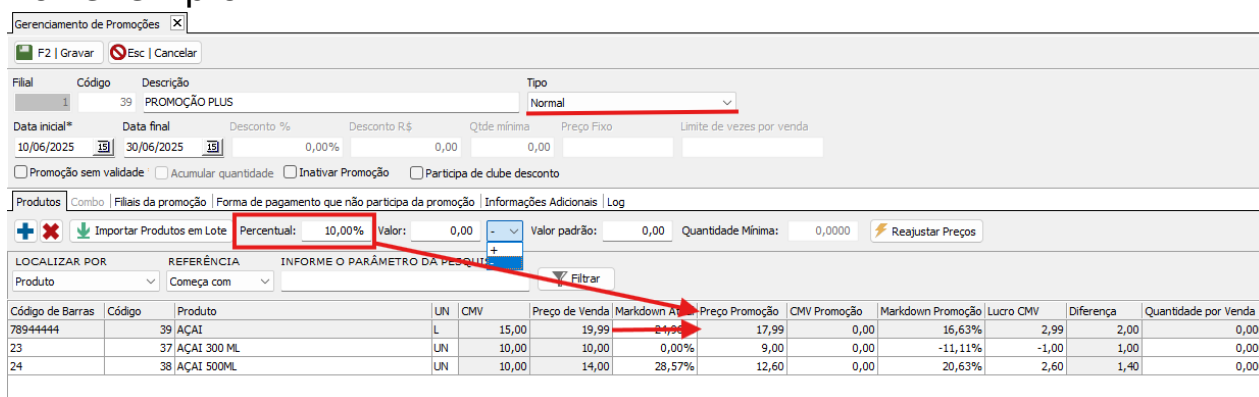 Gerenciamento de Promoções X
F2 | Gravar Esc | Cancelar
Filial Código Descrição Tipo
1 39 PROMOÇÃO PLUS Normal
Data inicial* Data final Desconto % Desconto R$ Qtde mínima Preço Fixo Limite de vezes por venda
10/06/2025 15 30/06/2025 15 0,00% 0,00 0,00
Promoção sem validade Acumular quantidade Inativar Promoção Participa de clube desconto
Produtos Combo Filiais da promoção Forma de pagamento que não participa da promoção Informações Adicionais Log
Importar Produtos em Lote Percentual: 10,00% Valor: 0,00 - Valor padrão: 0,00 Quantidade Mínima: 0,0000 Reajustar Preços
+
-
LOCALIZAR POR REFERÊNCIA INFORME O PARÂMETRO DA PESQUIS
Produto Começa com Filtrar
Código de Barras Código Produto UN CMV Preço de Venda Markdown Preço Promoção CMV Promoção Markdown Promoção Lucro CMV Diferença Quantidade por Venda
78944444 39 AÇAI L 15,00 19,99 17,99 0,00 16,63% 2,99 2,00 0,00
23 37 AÇAI 300 ML UN 10,00 10,00 0,00% 9,00 0,00 -11,11% -1,00 1,00 0,00
24 38 AÇAI 500ML UN 10,00 14,00 28,57% 12,60 0,00 20,63% 2,60 1,40 0,00